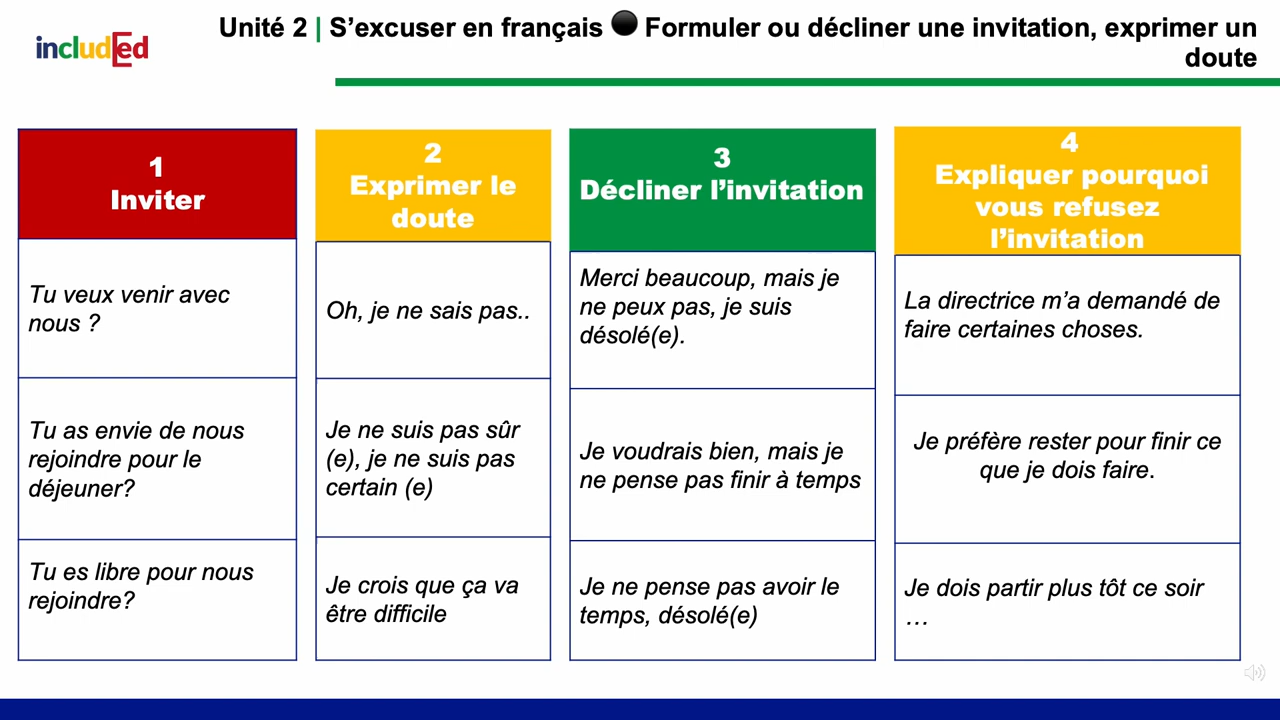 includEd
Unité 2 | S’excuser en français ⚫ Formuler ou décliner une invitation, exprimer un
doute
1
Inviter
Tu veux venir avec
nous ?
Tu as envie de nous
rejoindre pour le
déjeuner?
Tu es libre pour nous
rejoindre?
2
Exprimer le
doute
Oh, je ne sais pas..
Je ne suis pas sûr
(e), je ne suis pas
certain (e)
Je crois que ça va
être difficile
3
Décliner l’invitation
Merci beaucoup, mais je
ne peux pas, je suis
désolé(e).
Je voudrais bien, mais je
ne pense pas finir à temps
Je ne pense pas avoir le
temps, désolé(e)
4
Expliquer pourquoi
vous refusez
l’invitation
La directrice m’a demandé de
faire certaines choses.
Je préfère rester pour finir ce
que je dois faire.
Je dois partir plus tôt ce soir
…